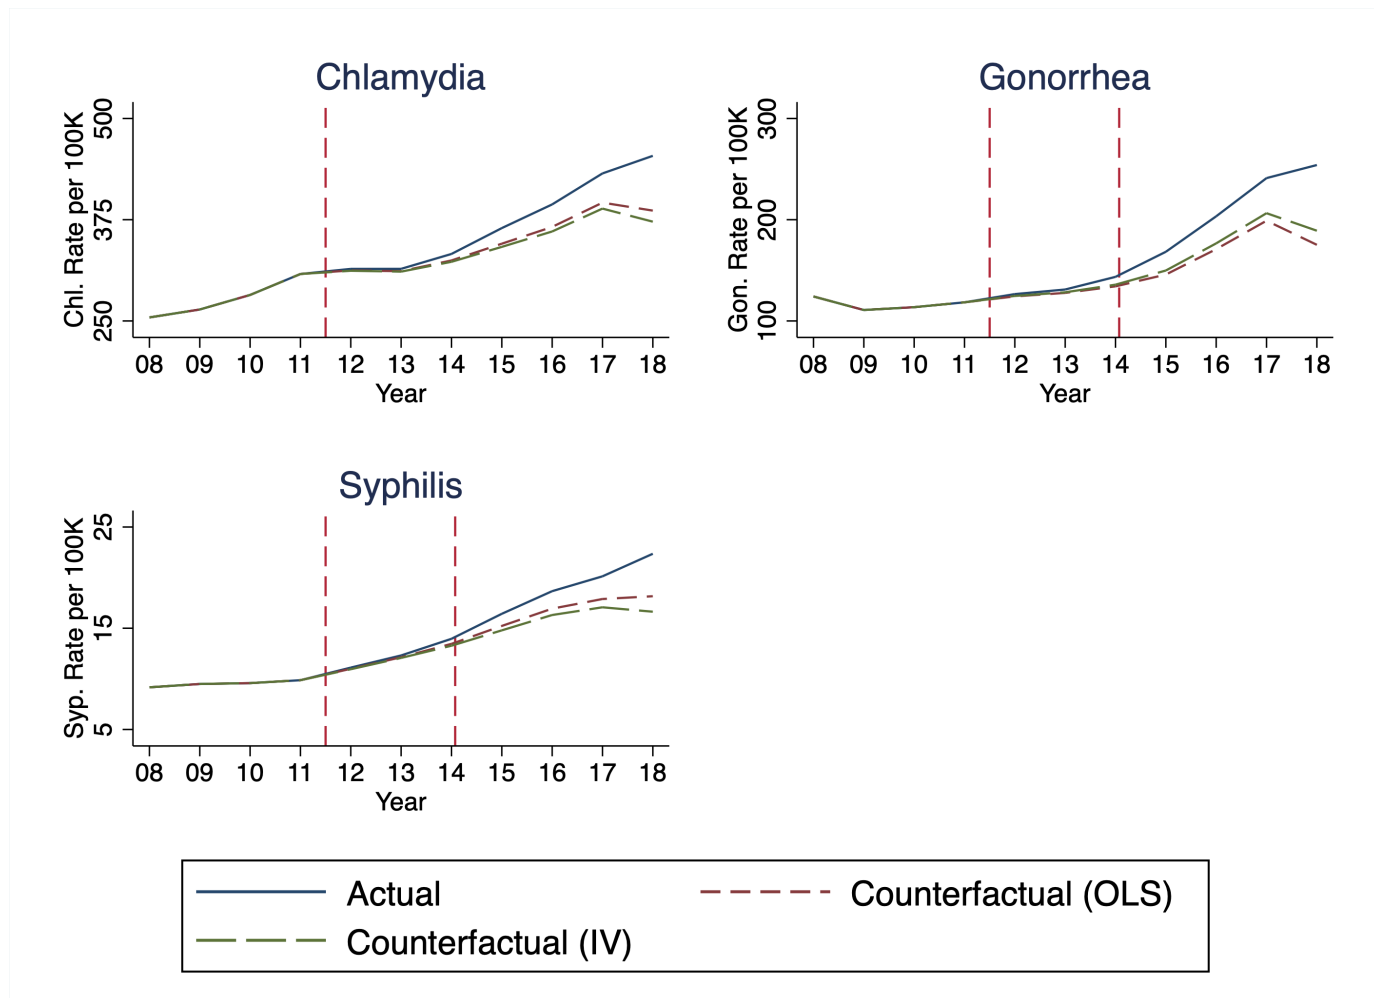 Chlamydia
Chl. Rate per 100K
500
375
250
08 09 10 11 12 13 14 15 16 17 18
Year
Gonorrhea
Gon. Rate per 100K
300
200
100
08 09 10 11 12 13 14 15 16 17 18
Year
Syphilis
Syp. Rate per 100K
25
15
5
08 09 10 11 12 13 14 15 16 17 18
Year
Actual
Counterfactual (OLS)
Counterfactual (IV)